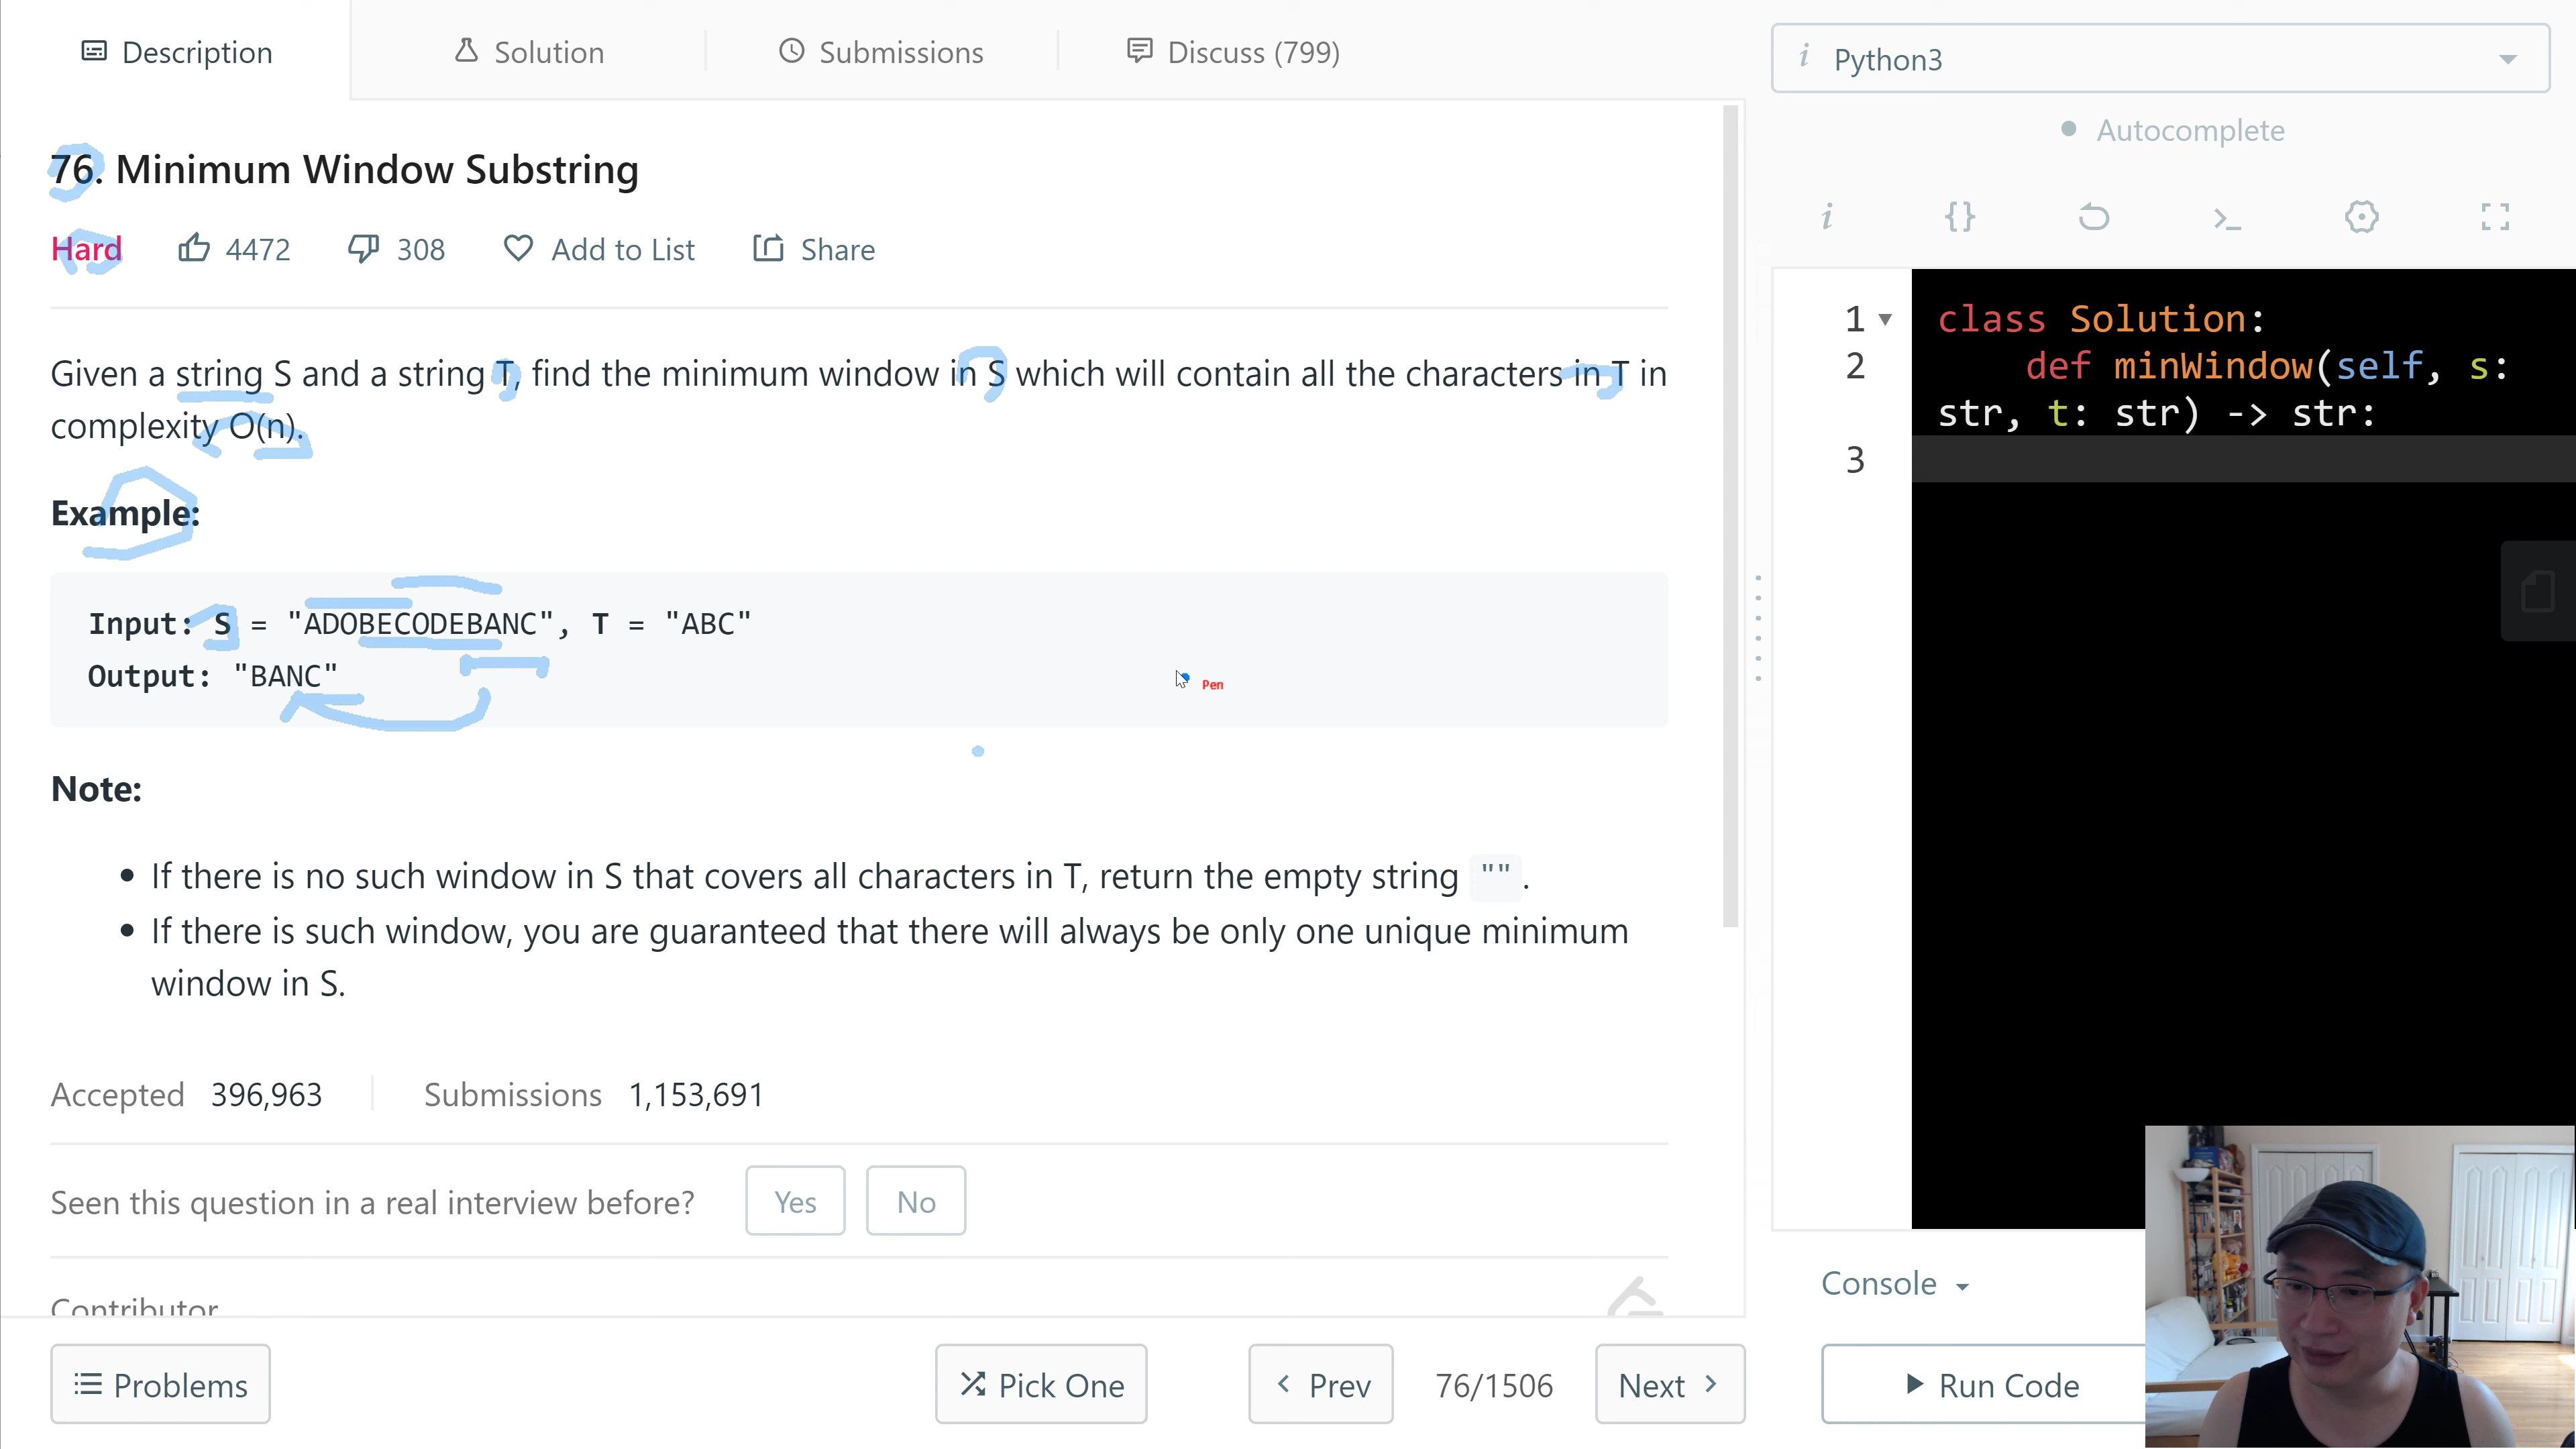 Description
Solution
Submissions
Discuss (799)
Python3
Autocomplete
76. Minimum Window Substring
Hard
4472
308
Add to List
Share
i {}
Given a string S and a string T, find the minimum window in S which will contain all the characters in T in
complexity O(n).
Example:
Input: S = "ADOBECODEBANC", T = "ABC"
Output: "BANC"
Pen
Note:
• If there is no such window in S that covers all characters in T, return the empty string "".
• If there is such window, you are guaranteed that there will always be only one unique minimum
window in S.
Accepted 396,963
Submissions 1,153,691
Seen this question in a real interview before?
Yes
No
Contributor
Problems
Pick One
Prev
76/1506
Next
1 class Solution:
2 def minWindow(self, s:
str, t: str) -> str:
3
Console
Run Code